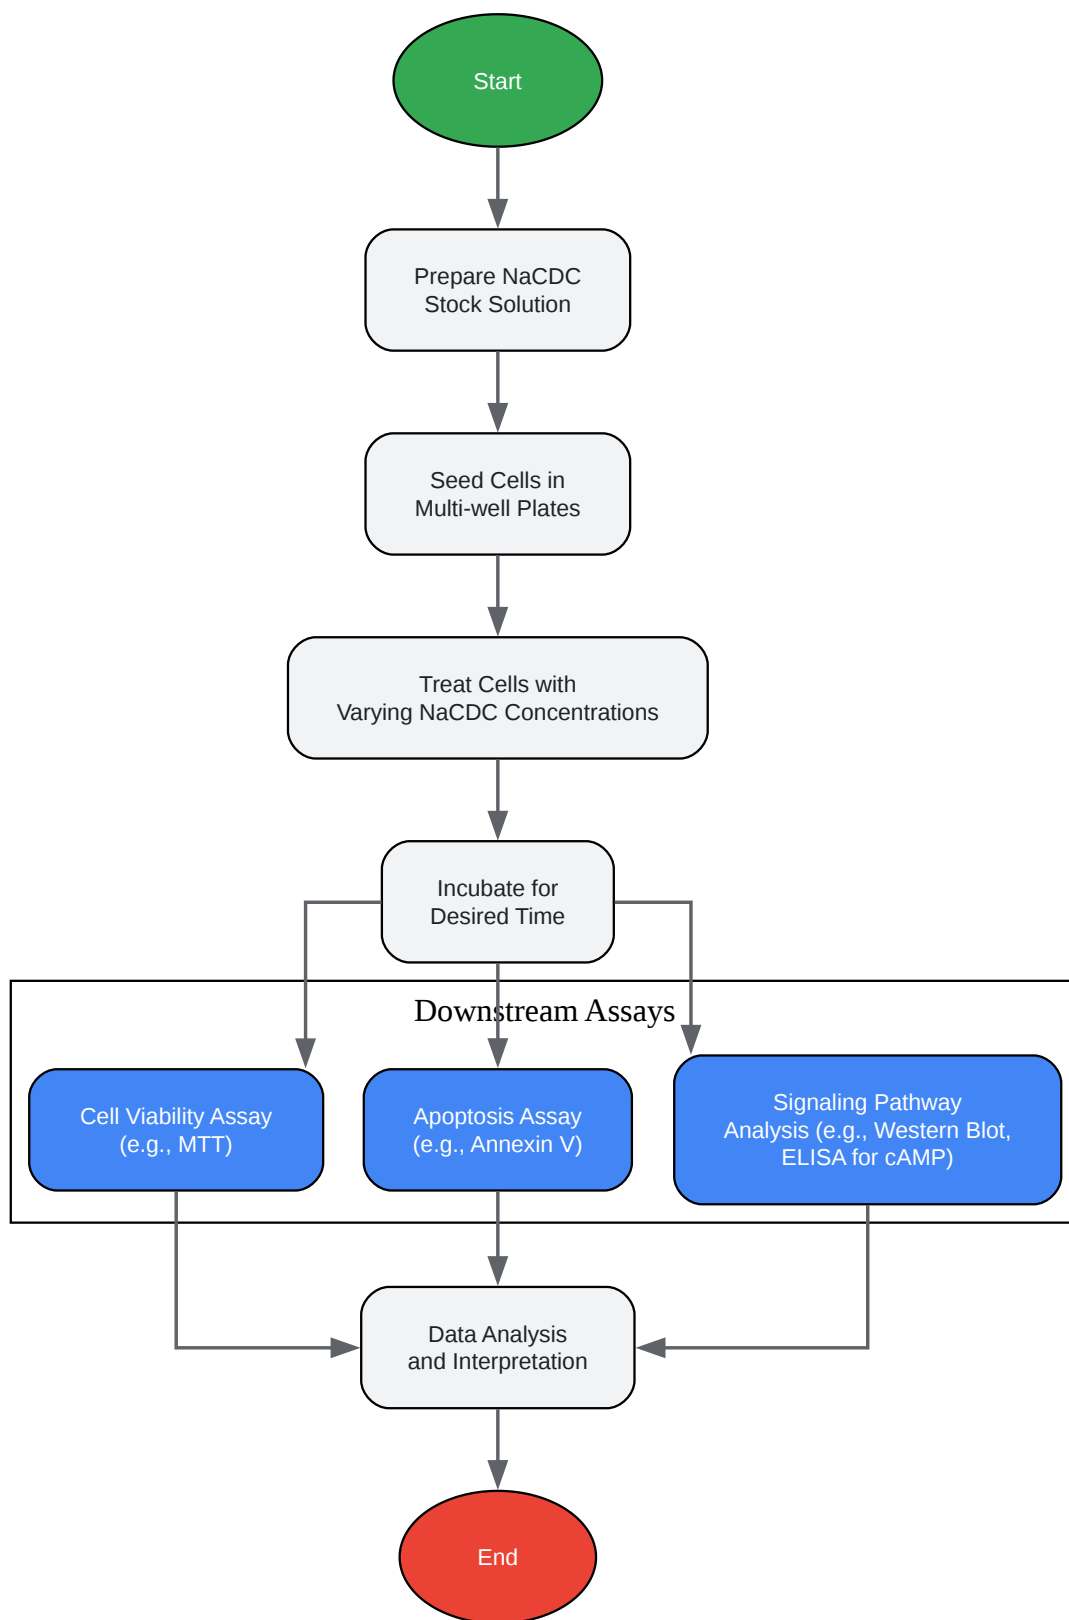 Start
Prepare NaCDC
Stock Solution
Seed Cells in
Multi-well Plates
Treat Cells with
Varying NaCDC Concentrations
Incubate for
Desired Time
Downstream Assays
Cell Viability Assay
(e.g., MTT)
Apoptosis Assay
(e.g., Annexin V)
Signaling Pathway
Analysis (e.g., Western Blot,
ELISA for cAMP)
Data Analysis
and Interpretation
End